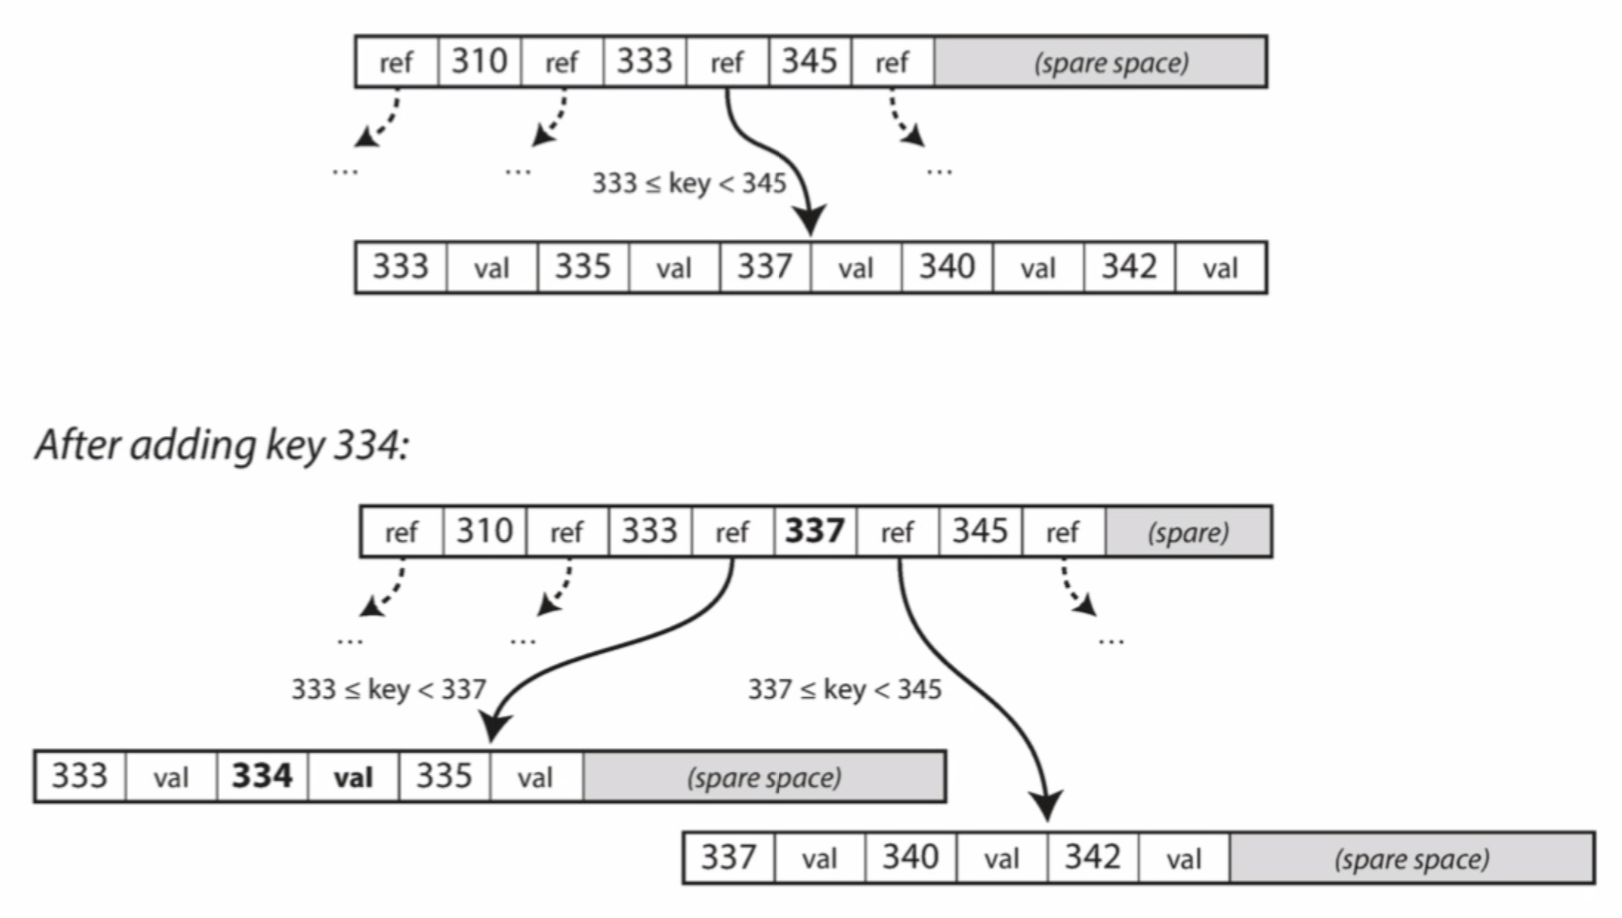 ref 310 ref 333 ref 345 ref (spare space)
... ... 333 ≤ key < 345 ...
333 val 335 val 337 val 340 val 342 val
After adding key 334:
ref 310 ref 333 ref 337 ref 345 ref (spare)
... ... ...
333 ≤ key < 337 337 ≤ key < 345
333 val 334 val 335 val (spare space)
337 val 340 val 342 val (spare space)